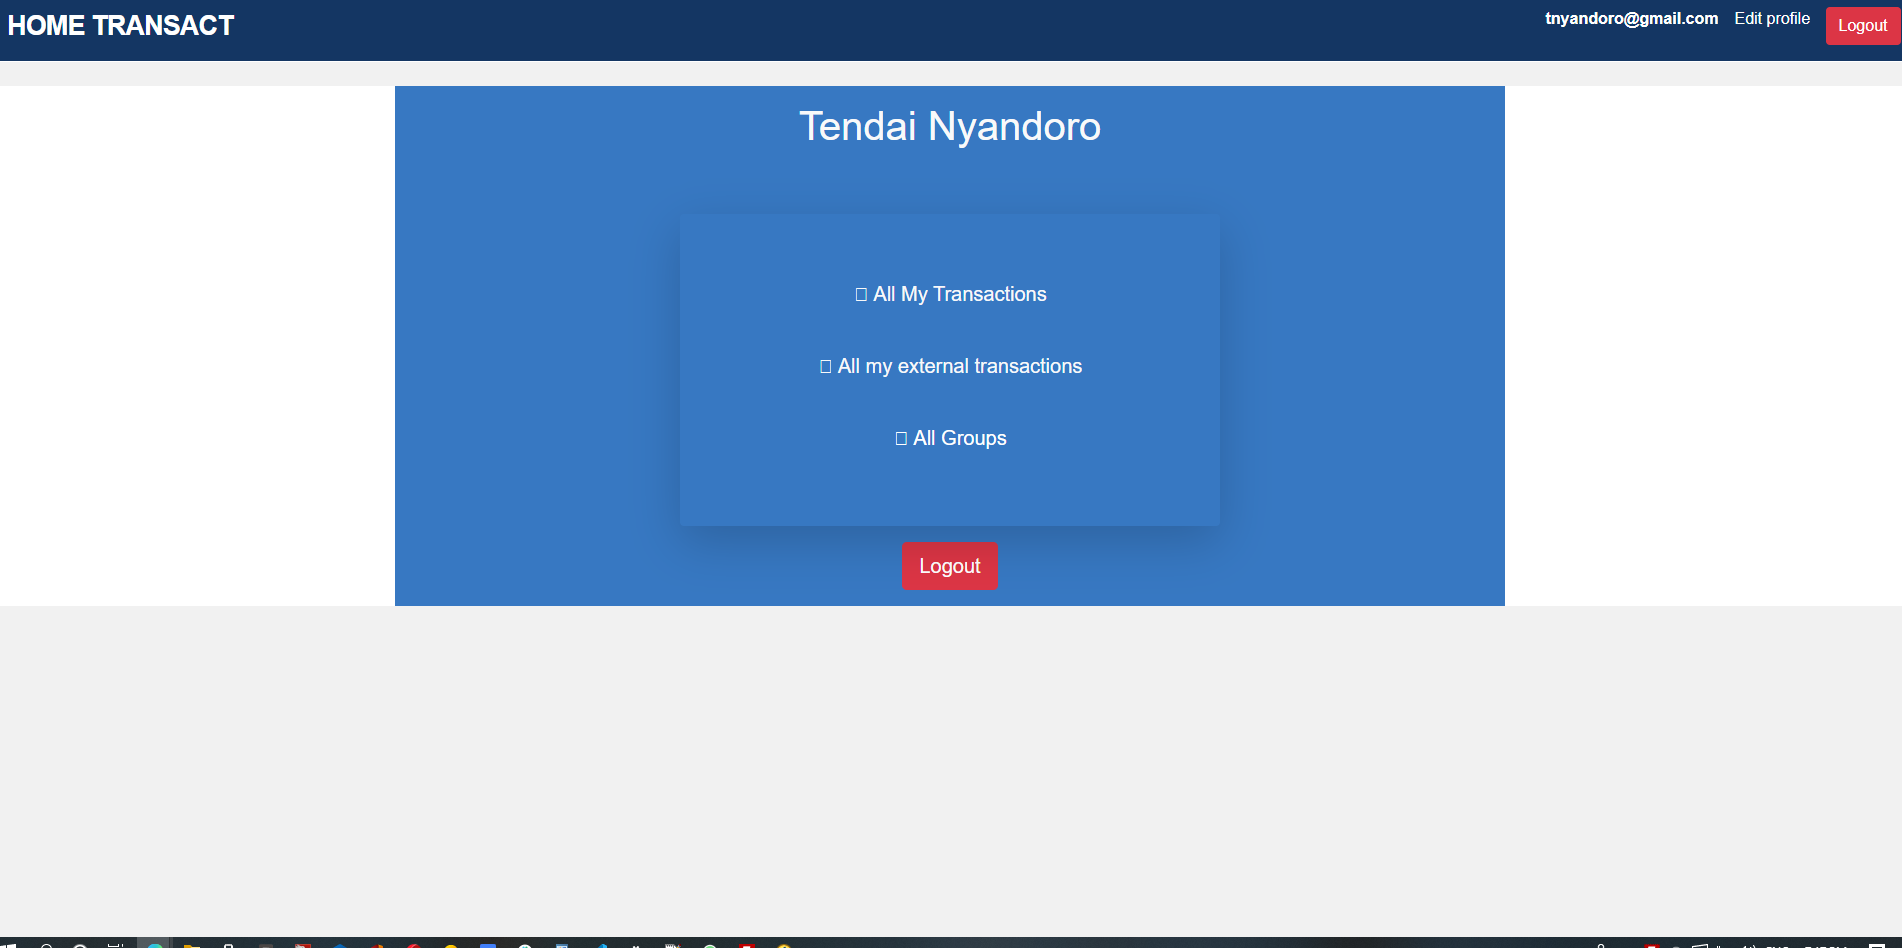 HOME TRANSACT
tnyandoro@gmail.com Edit profile Logout
Tendai Nyandoro
All My Transactions
All my external transactions
All Groups
Logout